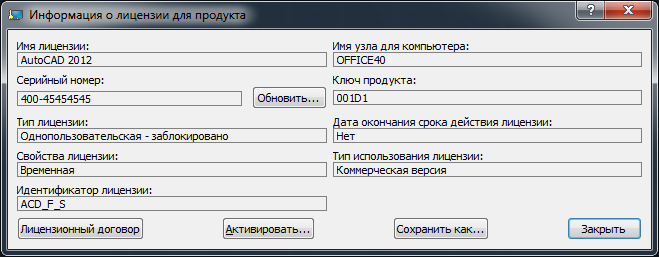 Информация о лицензии для продукта
Имя лицензии:
AutoCAD 2012
Имя узла для компьютера:
OFFICE40
Серийный номер:
400-45454545
Обновить...
Ключ продукта:
001D1
Тип лицензии:
Однопользовательская - заблокировано
Дата окончания срока действия лицензии:
Нет
Свойства лицензии:
Временная
Тип использования лицензии:
Коммерческая версия
Идентификатор лицензии:
ACD_F_S
Лицензионный договор
Активировать...
Сохранить как...
Закрыть